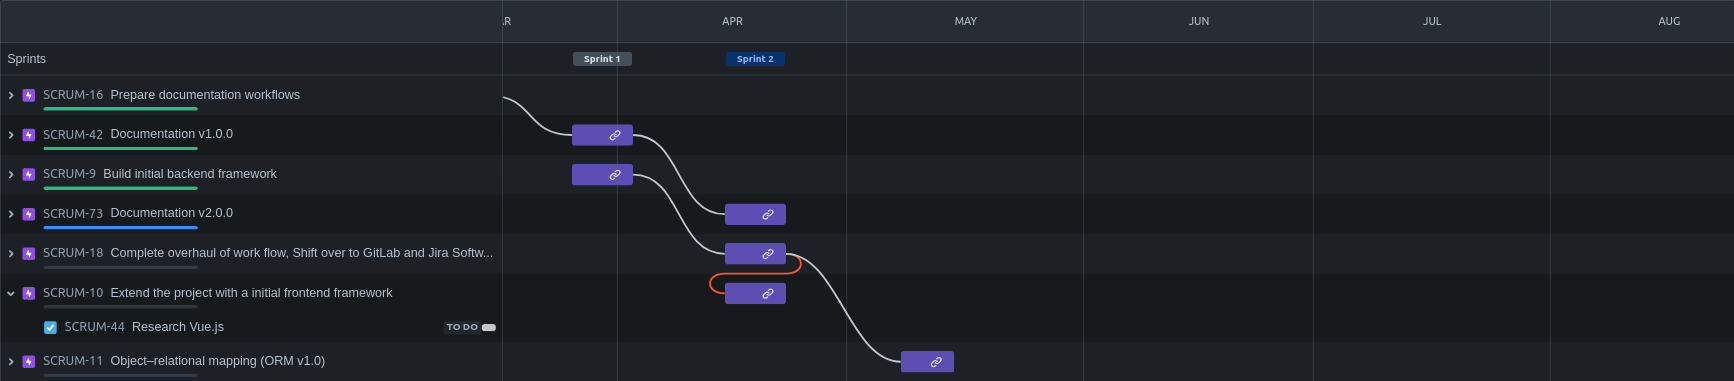 AR APR MAY JUN JUL AUG
Sprints Sprint 1 Sprint 2
SCRUM-16 Prepare documentation workflows
SCRUM-42 Documentation v1.0.0
SCRUM-9 Build initial backend framework
SCRUM-73 Documentation v2.0.0
SCRUM-18 Complete overhaul of work flow, Shift over to GitLab and Jira Softw...
SCRUM-10 Extend the project with a initial frontend framework
SCRUM-44 Research Vue.js TO DO
SCRUM-11 Object–relational mapping (ORM v1.0)